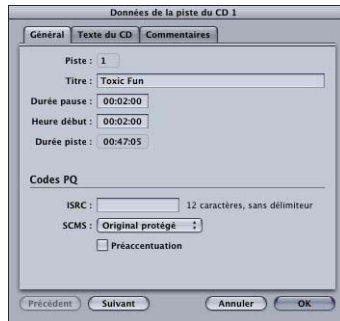 Données de la piste du CD 1
Général Texte du CD Commentaires
Piste : 1
Titre : Toxic Fun
Durée pause : 00:02:00
Heure début : 00:02:00
Durée piste : 00:47:05
Codes PQ
ISRC : 12 caractères, sans délimiteur
SCMS : Original protégé
Préaccentuation
Précédent Suivant Annuler OK